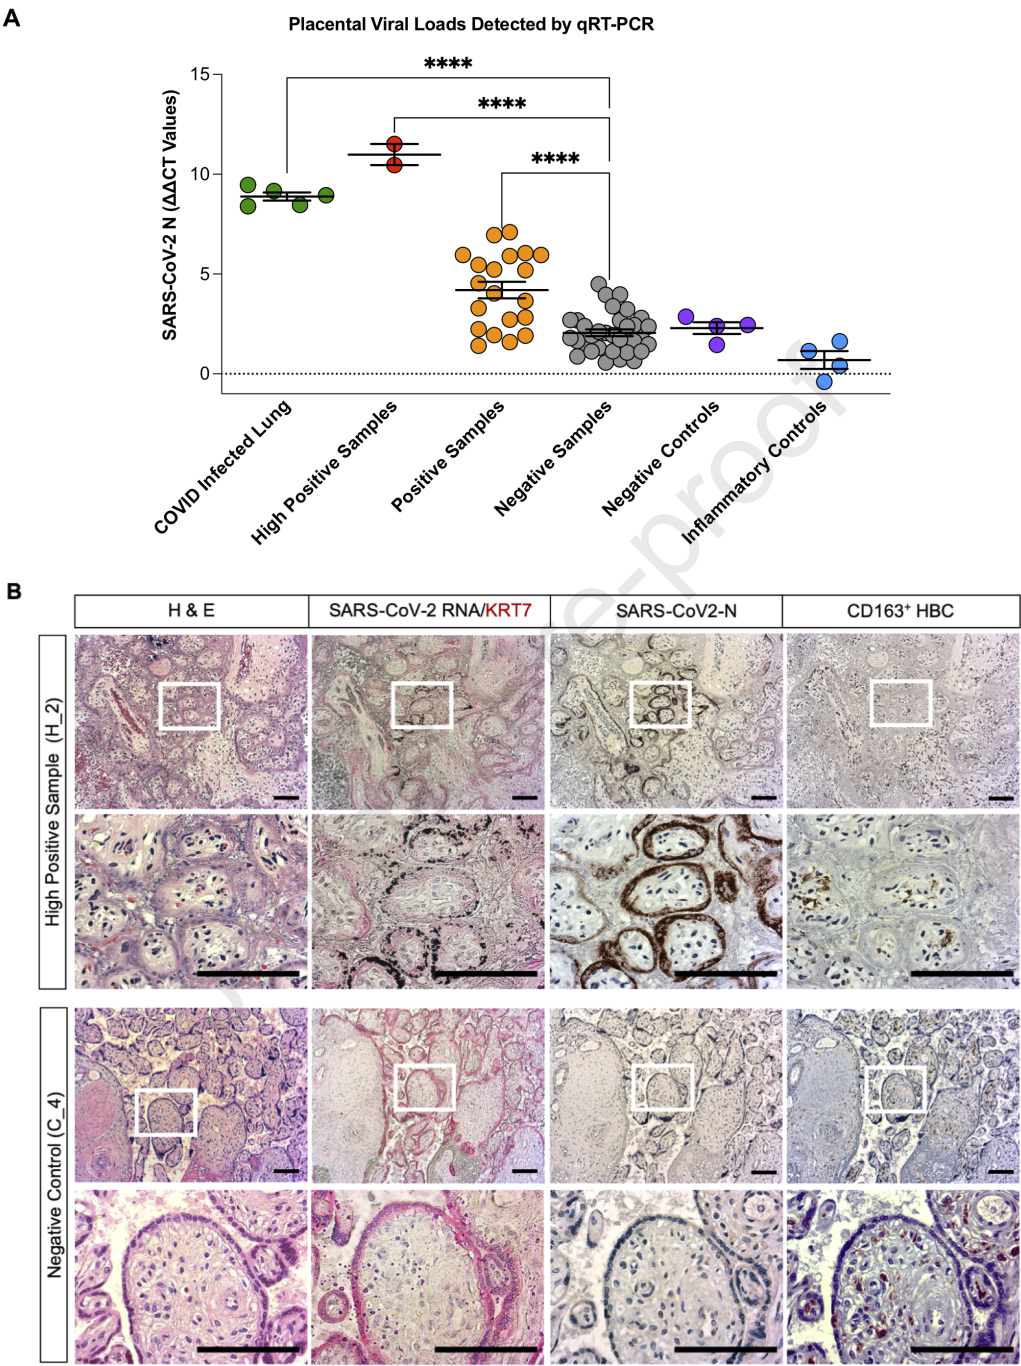 A
Placental Viral Loads Detected by qRT-PCR
SARS-CoV-2 N (ΔΔCT Values)
15
10
5
0
****
****
****
COVID Infected Lung
High Positive Samples
Positive Samples
Negative Samples
Negative Controls
Inflammatory Controls
B
H & E
SARS-CoV-2 RNA/KRT7
SARS-CoV2-N
CD163⁺ HBC
High Positive Sample (H_2)
Negative Control (C_4)
re-proof